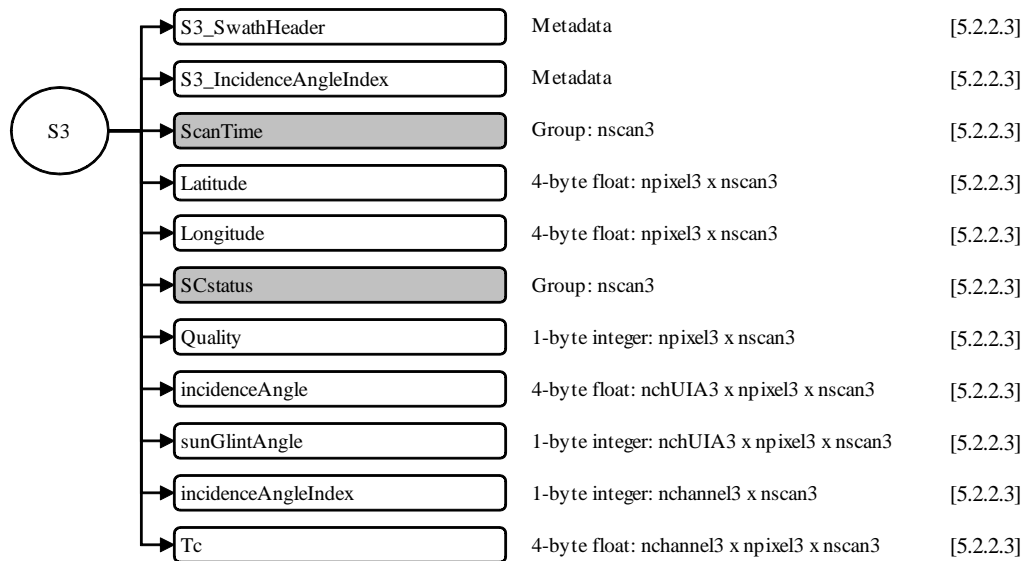 S3_SwathHeader Metadata [5.2.2.3]
S3_IncidenceAngleIndex Metadata [5.2.2.3]
S3
ScanTime Group: nscan3 [5.2.2.3]
Latitude 4-byte float: npixel3 x nscan3 [5.2.2.3]
Longitude 4-byte float: npixel3 x nscan3 [5.2.2.3]
SCstatus Group: nscan3 [5.2.2.3]
Quality 1-byte integer: npixel3 x nscan3 [5.2.2.3]
incidenceAngle 4-byte float: nchUIA3 x npixel3 x nscan3 [5.2.2.3]
sunGlintAngle 1-byte integer: nchUIA3 x npixel3 x nscan3 [5.2.2.3]
incidenceAngleIndex 1-byte integer: nchannel3 x nscan3 [5.2.2.3]
Tc 4-byte float: nchannel3 x npixel3 x nscan3 [5.2.2.3]